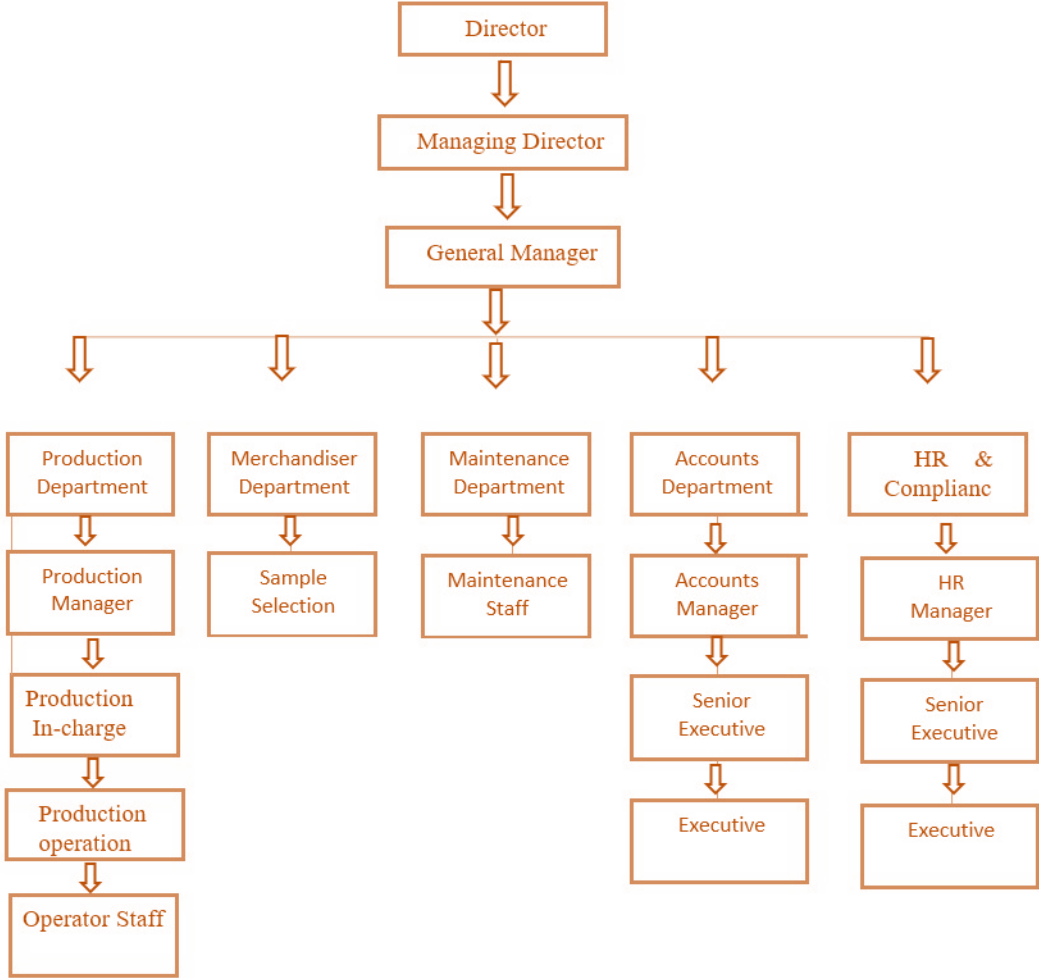 Director
Managing Director
General Manager
Production
Department
Merchandiser
Department
Maintenance
Department
Accounts
Department
HR & 
Complianc
Production
Manager
Sample
Selection
Maintenance
Staff
Accounts
Manager
HR
Manager
Production
In-charge
Senior
Executive
Senior
Executive
Production
operation
Executive
Executive
Operator Staff